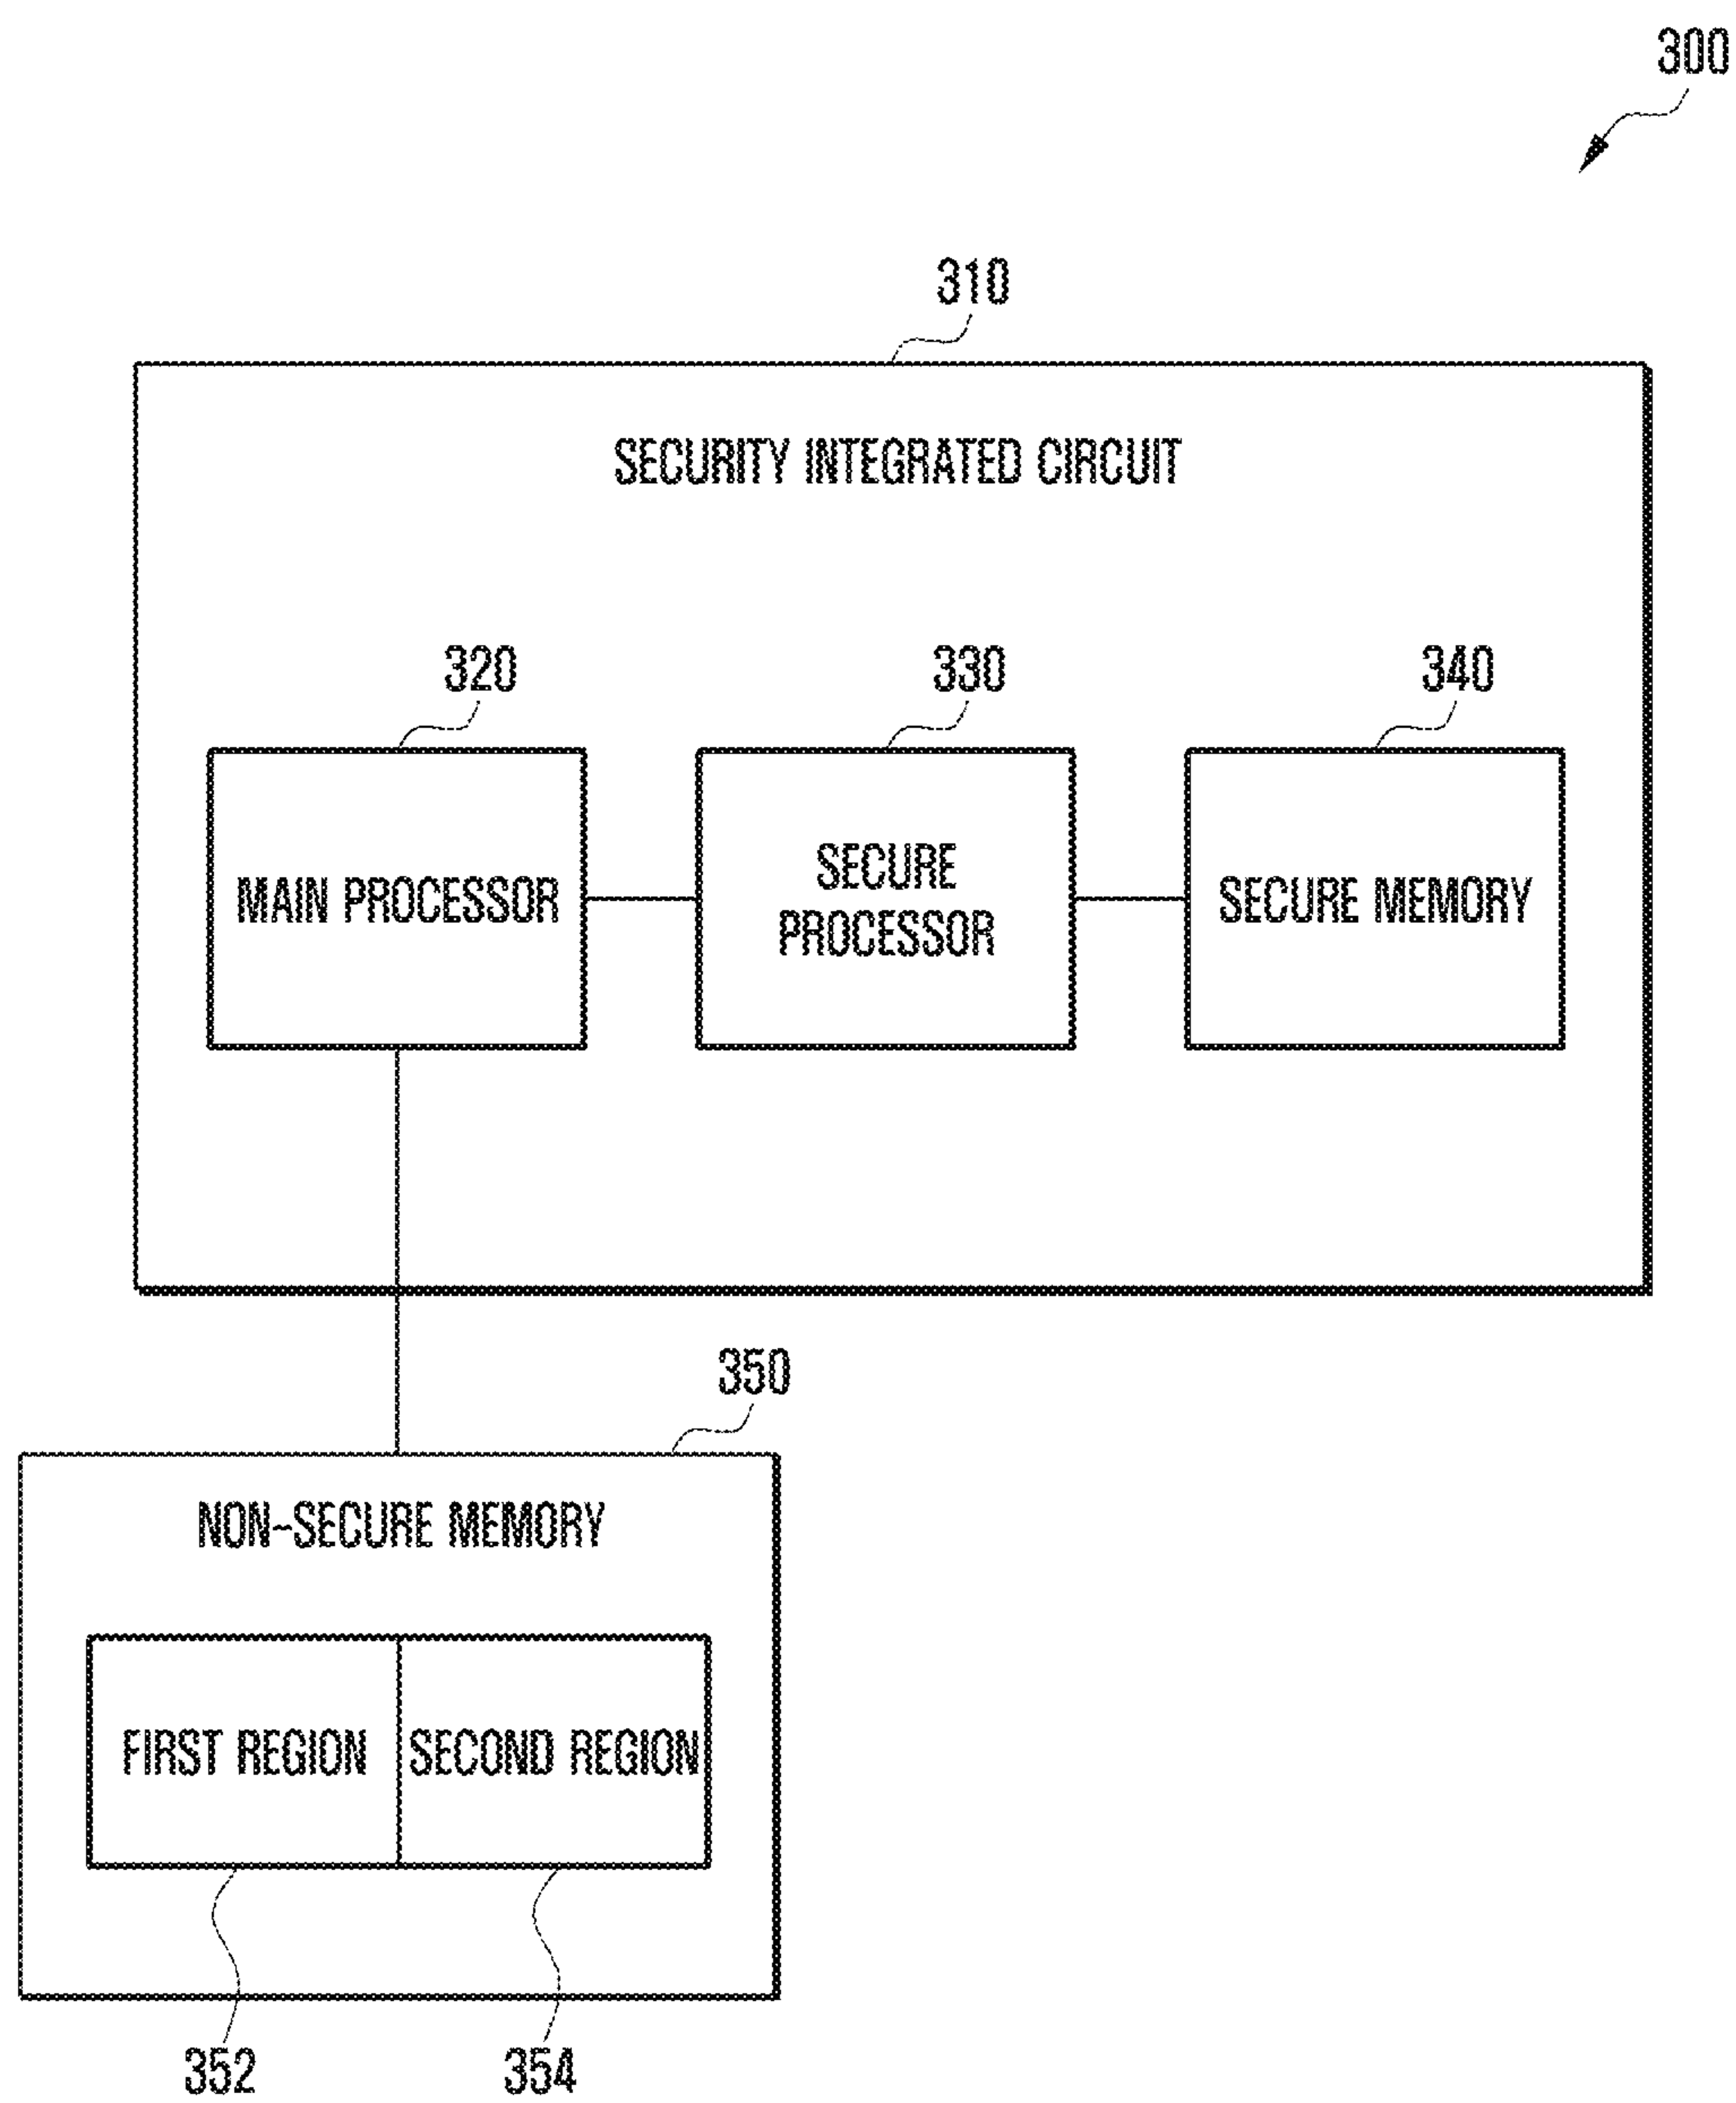 300
310
SECURITY INTEGRATED CIRCUIT
320
330
340
MAIN PROCESSOR
SECURE
PROCESSOR
SECURE MEMORY
350
NON-SECURE MEMORY
FIRST REGION
SECOND REGION
352
354